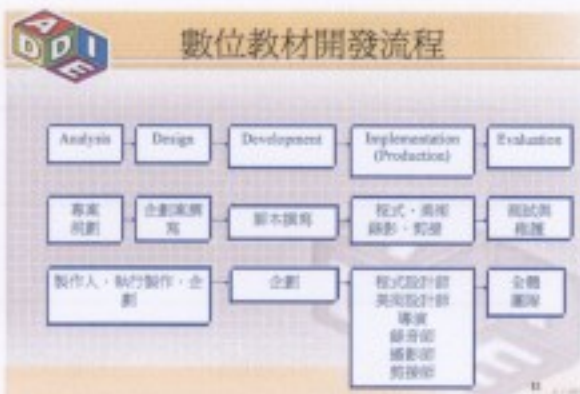 ADDIE
數位教材開發流程
Analysis
Design
Development
Implementation
(Production)
Evaluation
專案
規劃
企劃案撰
寫
腳本撰寫
程式、美術
錄影、剪接
測試與
維護
製作人、執行製作、企
劃
企劃
程式設計師
美術設計師
導演
錄音師
攝影師
剪接師
全體
團隊
11